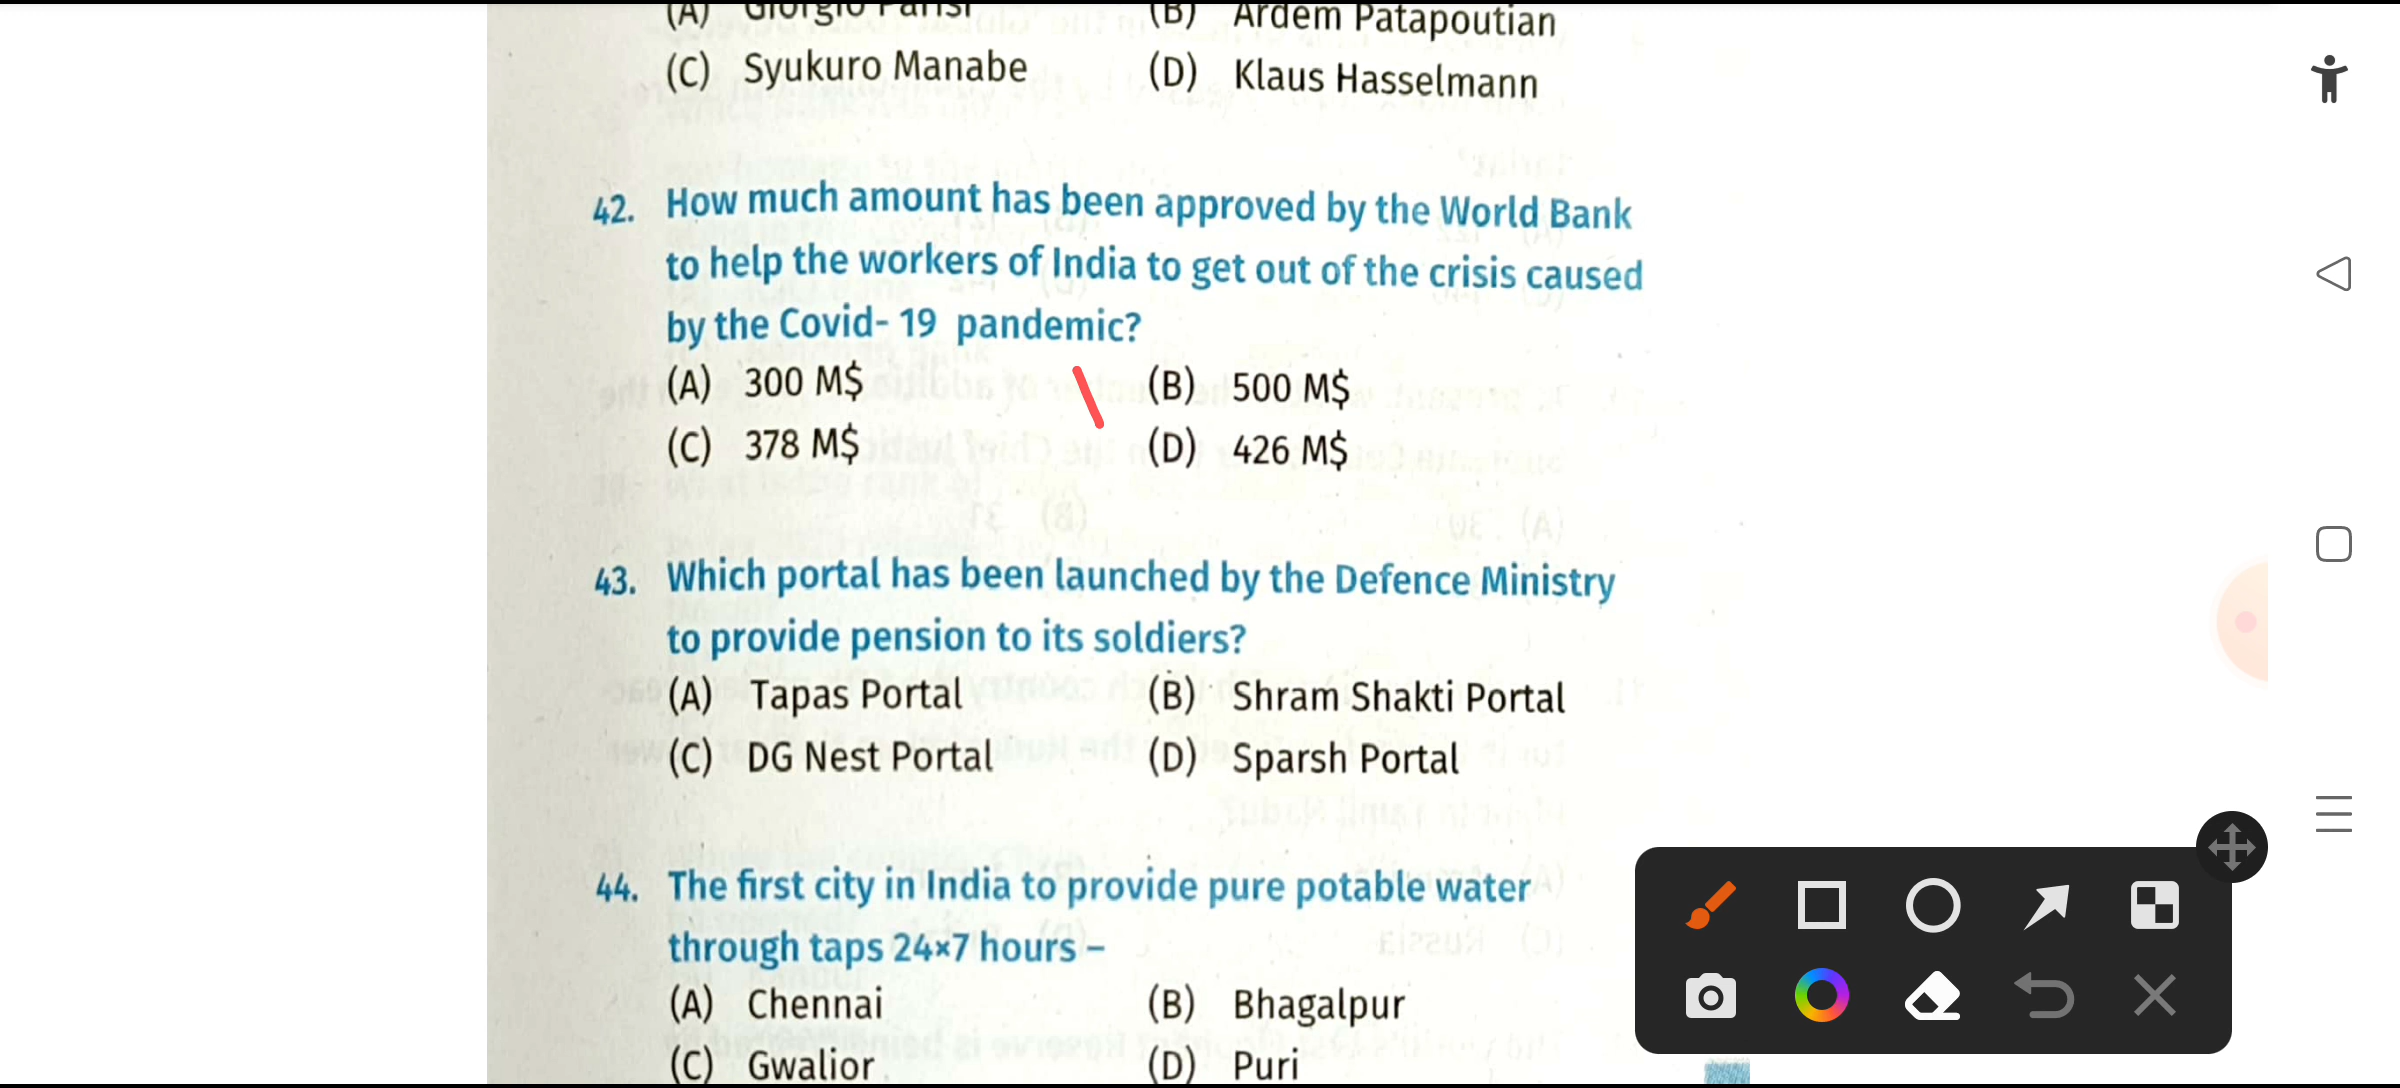 (A) Giorgio Parisi (B) Ardem Patapoutian
(C) Syukuro Manabe (D) Klaus Hasselmann
42. How much amount has been approved by the World Bank
to help the workers of India to get out of the crisis caused
by the Covid- 19 pandemic?
(A) 300 M$ (B) 500 M$
(C) 378 M$ (D) 426 M$
43. Which portal has been launched by the Defence Ministry
to provide pension to its soldiers?
(A) Tapas Portal (B) Shram Shakti Portal
(C) DG Nest Portal (D) Sparsh Portal
44. The first city in India to provide pure potable water
through taps 24×7 hours –
(A) Chennai (B) Bhagalpur
(C) Gwalior (D) Puri